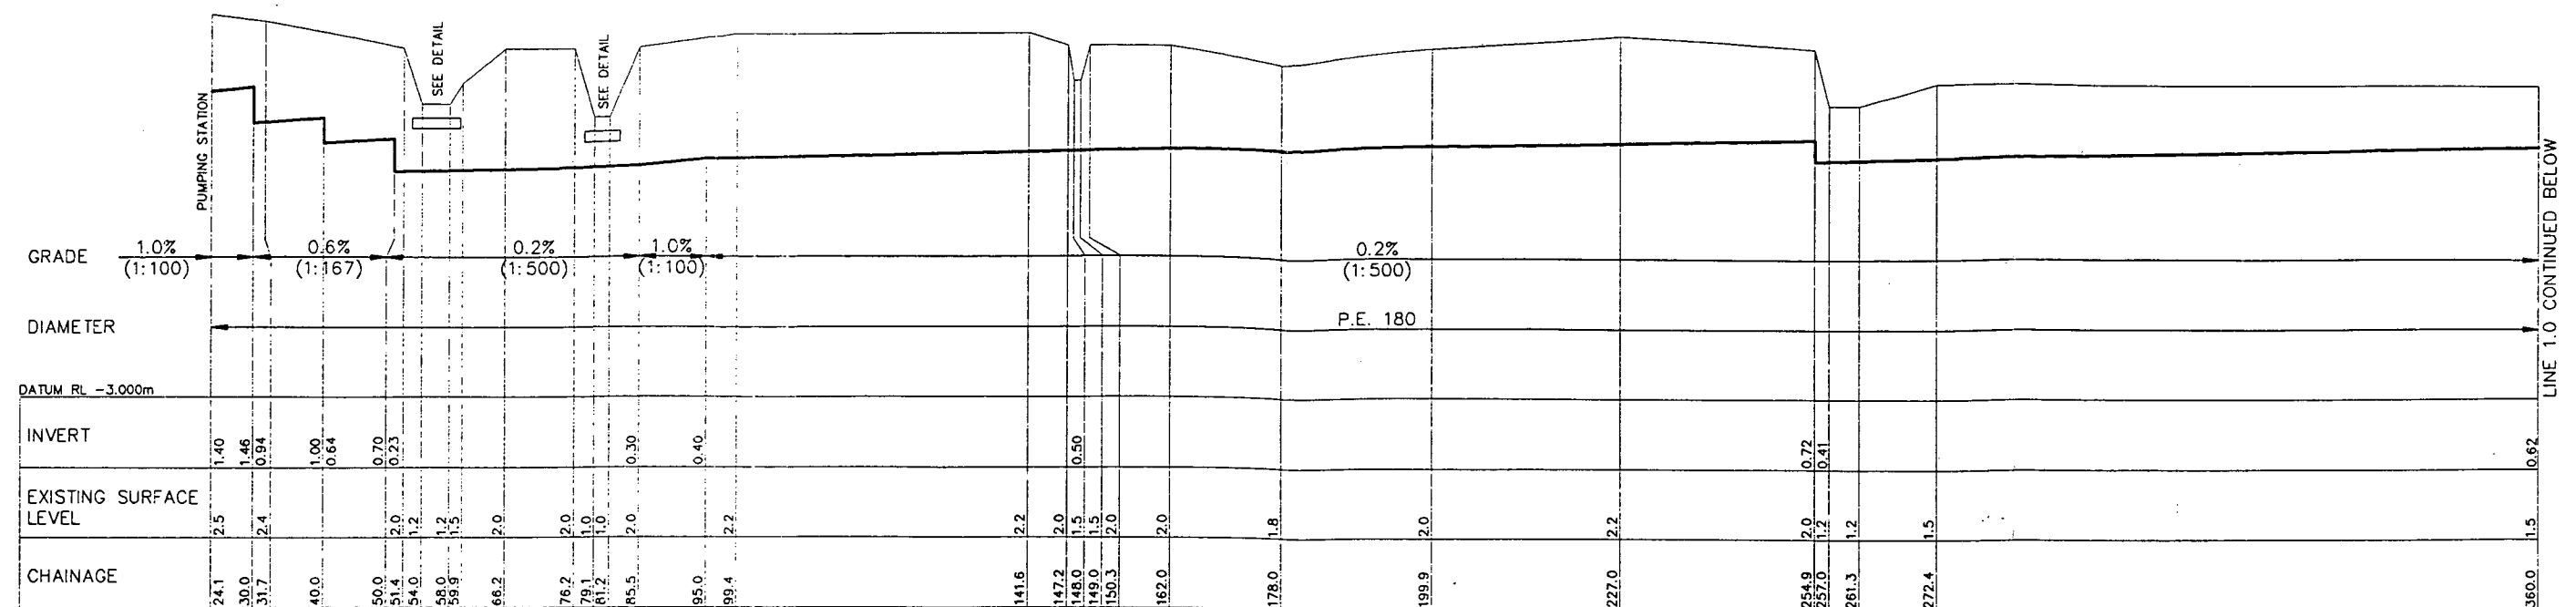 SEE DETAIL
SEE DETAIL
PUMPING STATION
LINE 1.0 CONTINUED BELOW
GRADE 1.0% 0.6% 0.2% 1.0% 0.2%
(1:100) (1:167) (1:500) (1:100) (1:500)
DIAMETER P.E. 180
DATUM RL -3.000m
INVERT 1.40 1.46 0.94 1.00 0.64 0.70 0.23 0.30 0.40 0.50 0.72 0.41 0.62
EXISTING SURFACE
LEVEL 2.5 2.4 2.0 1.2 1.2 1.5 2.0 2.0 1.0 1.0 2.0 2.2 2.2 2.0 1.5 1.5 2.0 2.0 1.8 2.0 2.2 2.0 1.2 1.2 1.5 1.5
CHAINAGE 24.1 30.0 31.7 40.0 50.0 51.4 54.0 58.0 59.9 66.2 76.2 79.1 81.2 85.5 95.0 99.4 141.6 147.2 148.0 149.0 150.3 162.0 178.0 199.9 227.0 254.9 257.0 261.3 272.4 360.0